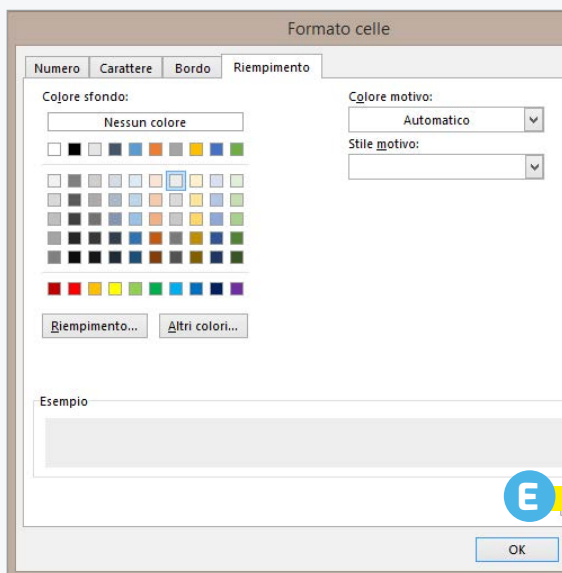 Formato celle
Numero Carattere Bordo Riempimento
Colore sfondo:
Nessun colore
Colore motivo:
Automatico
Stile motivo:
Riempimento...
Altri colori...
Esempio
E
OK